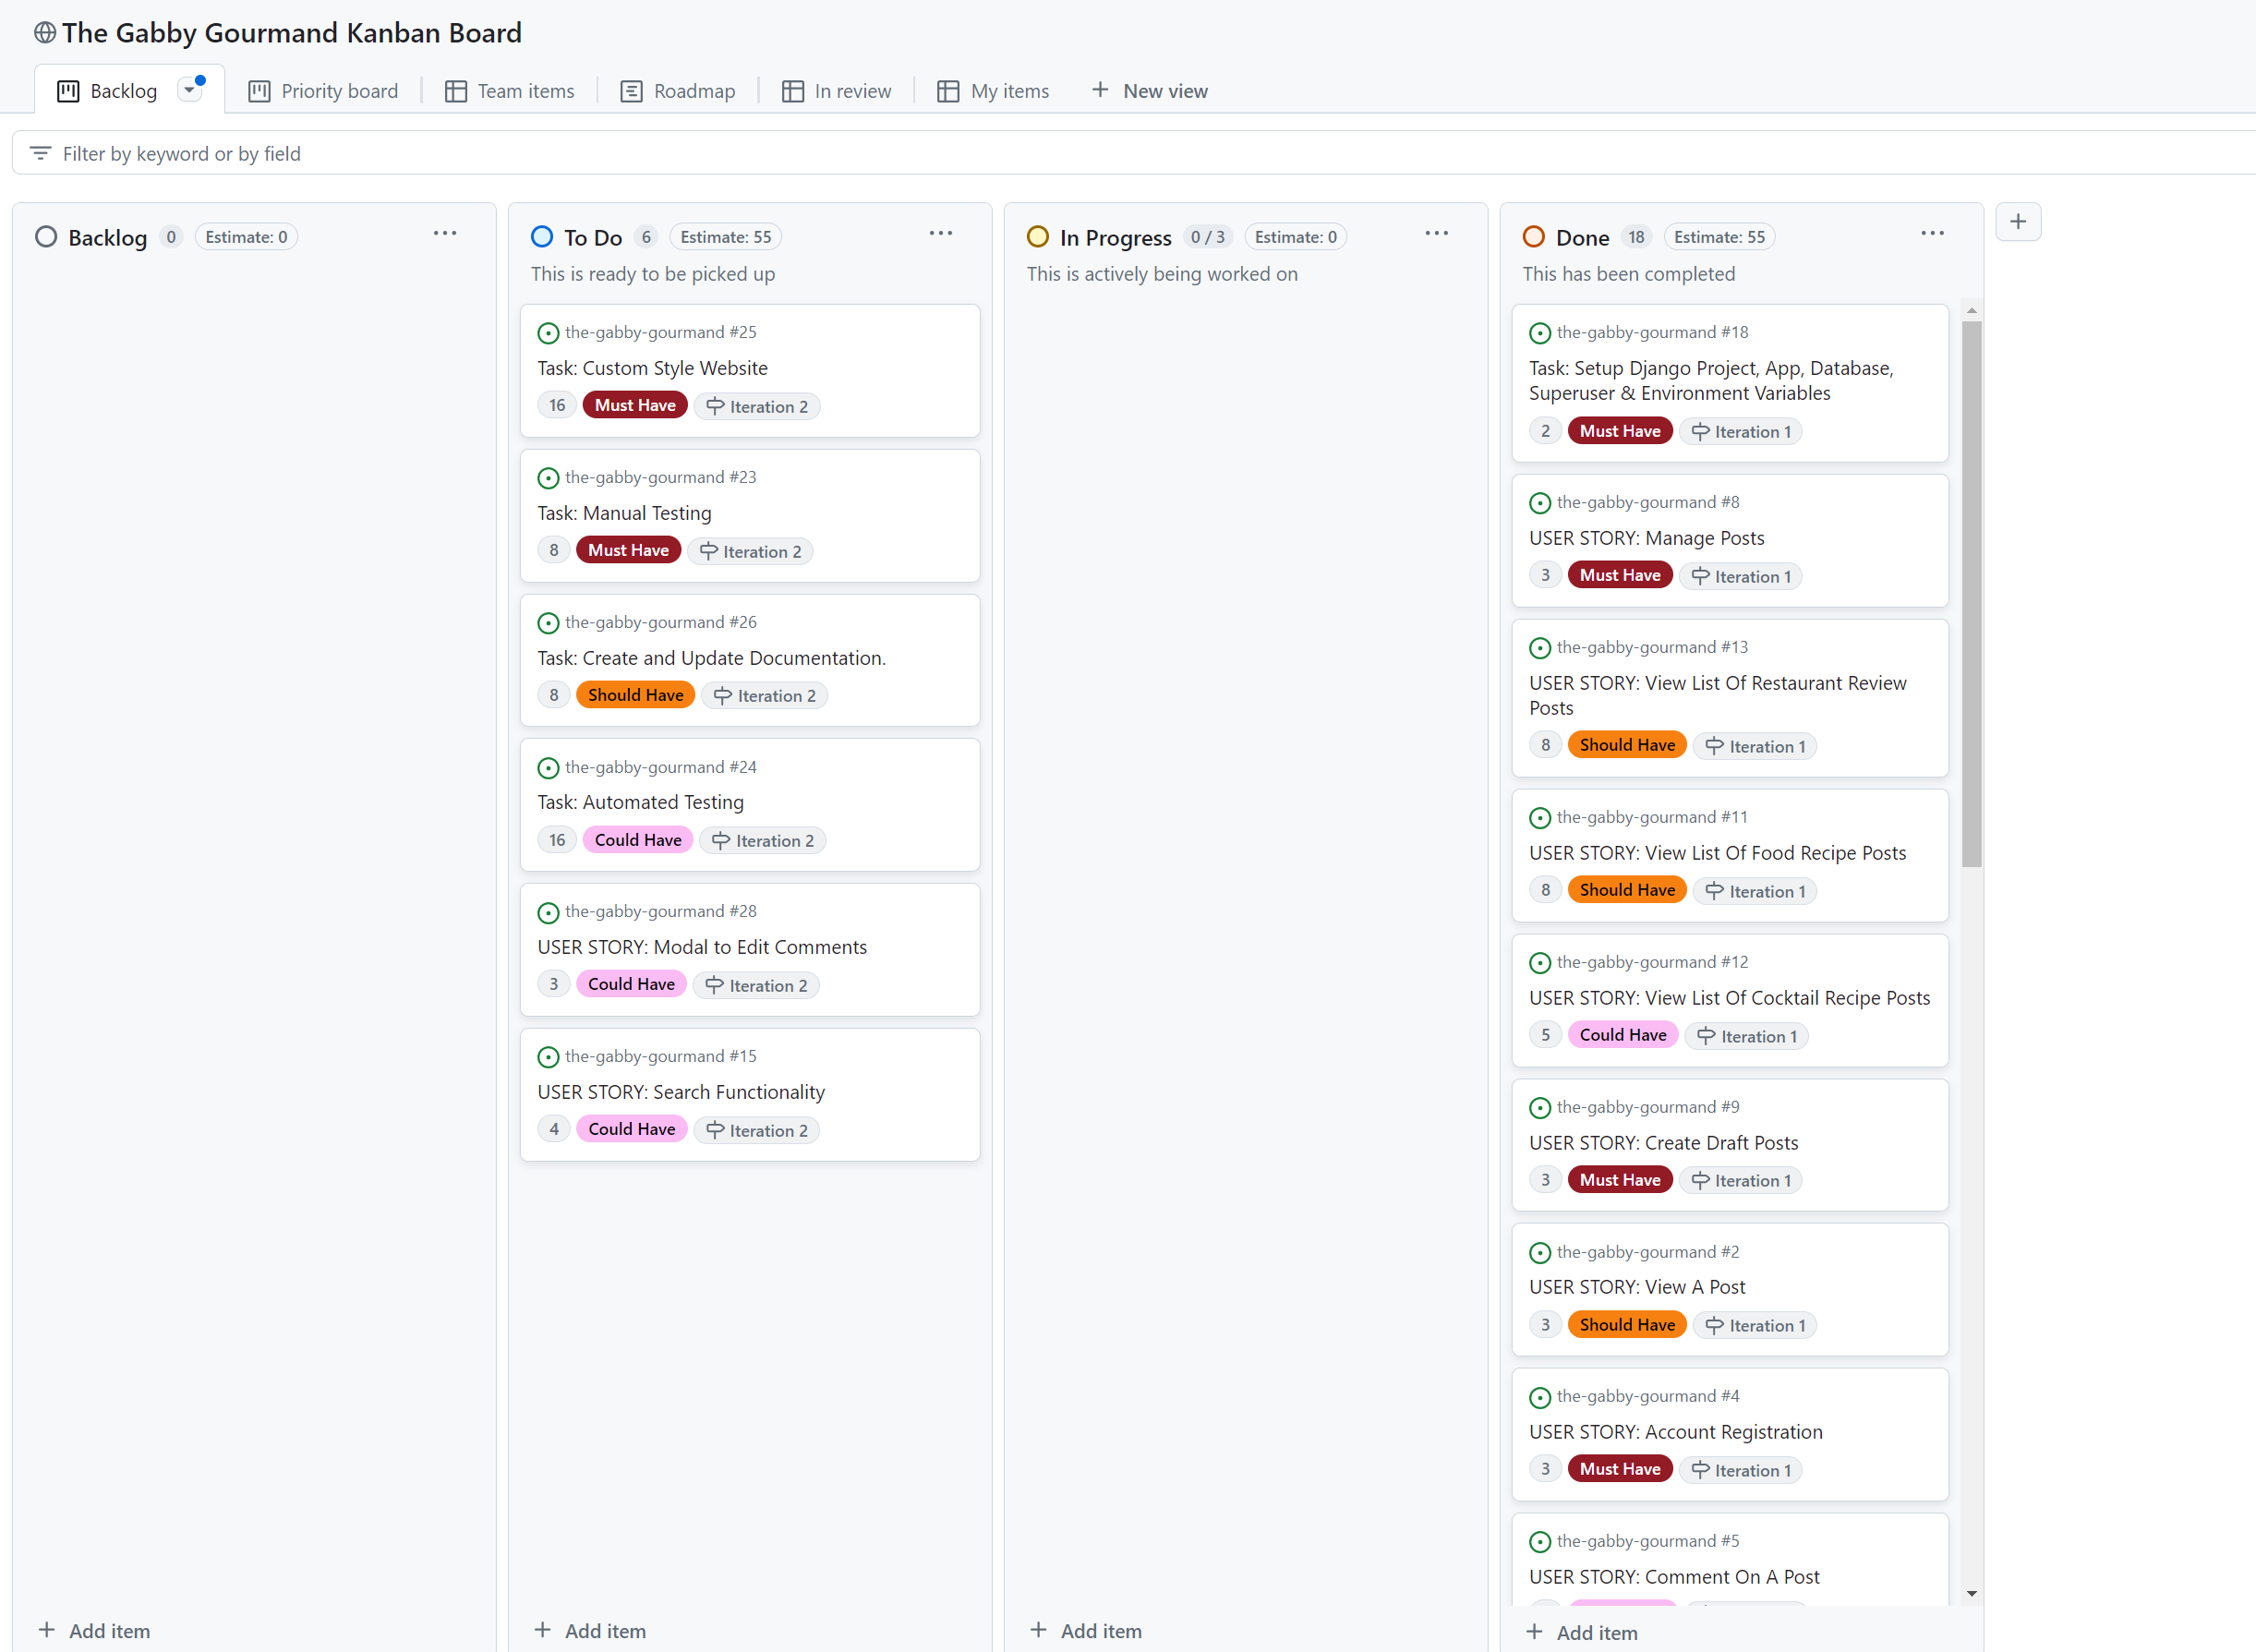 The Gabby Gourmand Kanban Board
Backlog
Priority board
Team items
Roadmap
In review
My items
New view
Filter by keyword or by field
Backlog 0 Estimate: 0
Add item
To Do 6 Estimate: 55
This is ready to be picked up
the-gabby-gourmand #25
Task: Custom Style Website
16 Must Have Iteration 2
the-gabby-gourmand #23
Task: Manual Testing
8 Must Have Iteration 2
the-gabby-gourmand #26
Task: Create and Update Documentation.
8 Should Have Iteration 2
the-gabby-gourmand #24
Task: Automated Testing
16 Could Have Iteration 2
the-gabby-gourmand #28
USER STORY: Modal to Edit Comments
3 Could Have Iteration 2
the-gabby-gourmand #15
USER STORY: Search Functionality
4 Could Have Iteration 2
Add item
In Progress 0 / 3 Estimate: 0
This is actively being worked on
Add item
Done 18 Estimate: 55
This has been completed
the-gabby-gourmand #18
Task: Setup Django Project, App, Database,
Superuser & Environment Variables
2 Must Have Iteration 1
the-gabby-gourmand #8
USER STORY: Manage Posts
3 Must Have Iteration 1
the-gabby-gourmand #13
USER STORY: View List Of Restaurant Review
Posts
8 Should Have Iteration 1
the-gabby-gourmand #11
USER STORY: View List Of Food Recipe Posts
8 Should Have Iteration 1
the-gabby-gourmand #12
USER STORY: View List Of Cocktail Recipe Posts
5 Could Have Iteration 1
the-gabby-gourmand #9
USER STORY: Create Draft Posts
3 Must Have Iteration 1
the-gabby-gourmand #2
USER STORY: View A Post
3 Should Have Iteration 1
the-gabby-gourmand #4
USER STORY: Account Registration
3 Must Have Iteration 1
the-gabby-gourmand #5
USER STORY: Comment On A Post
Add item